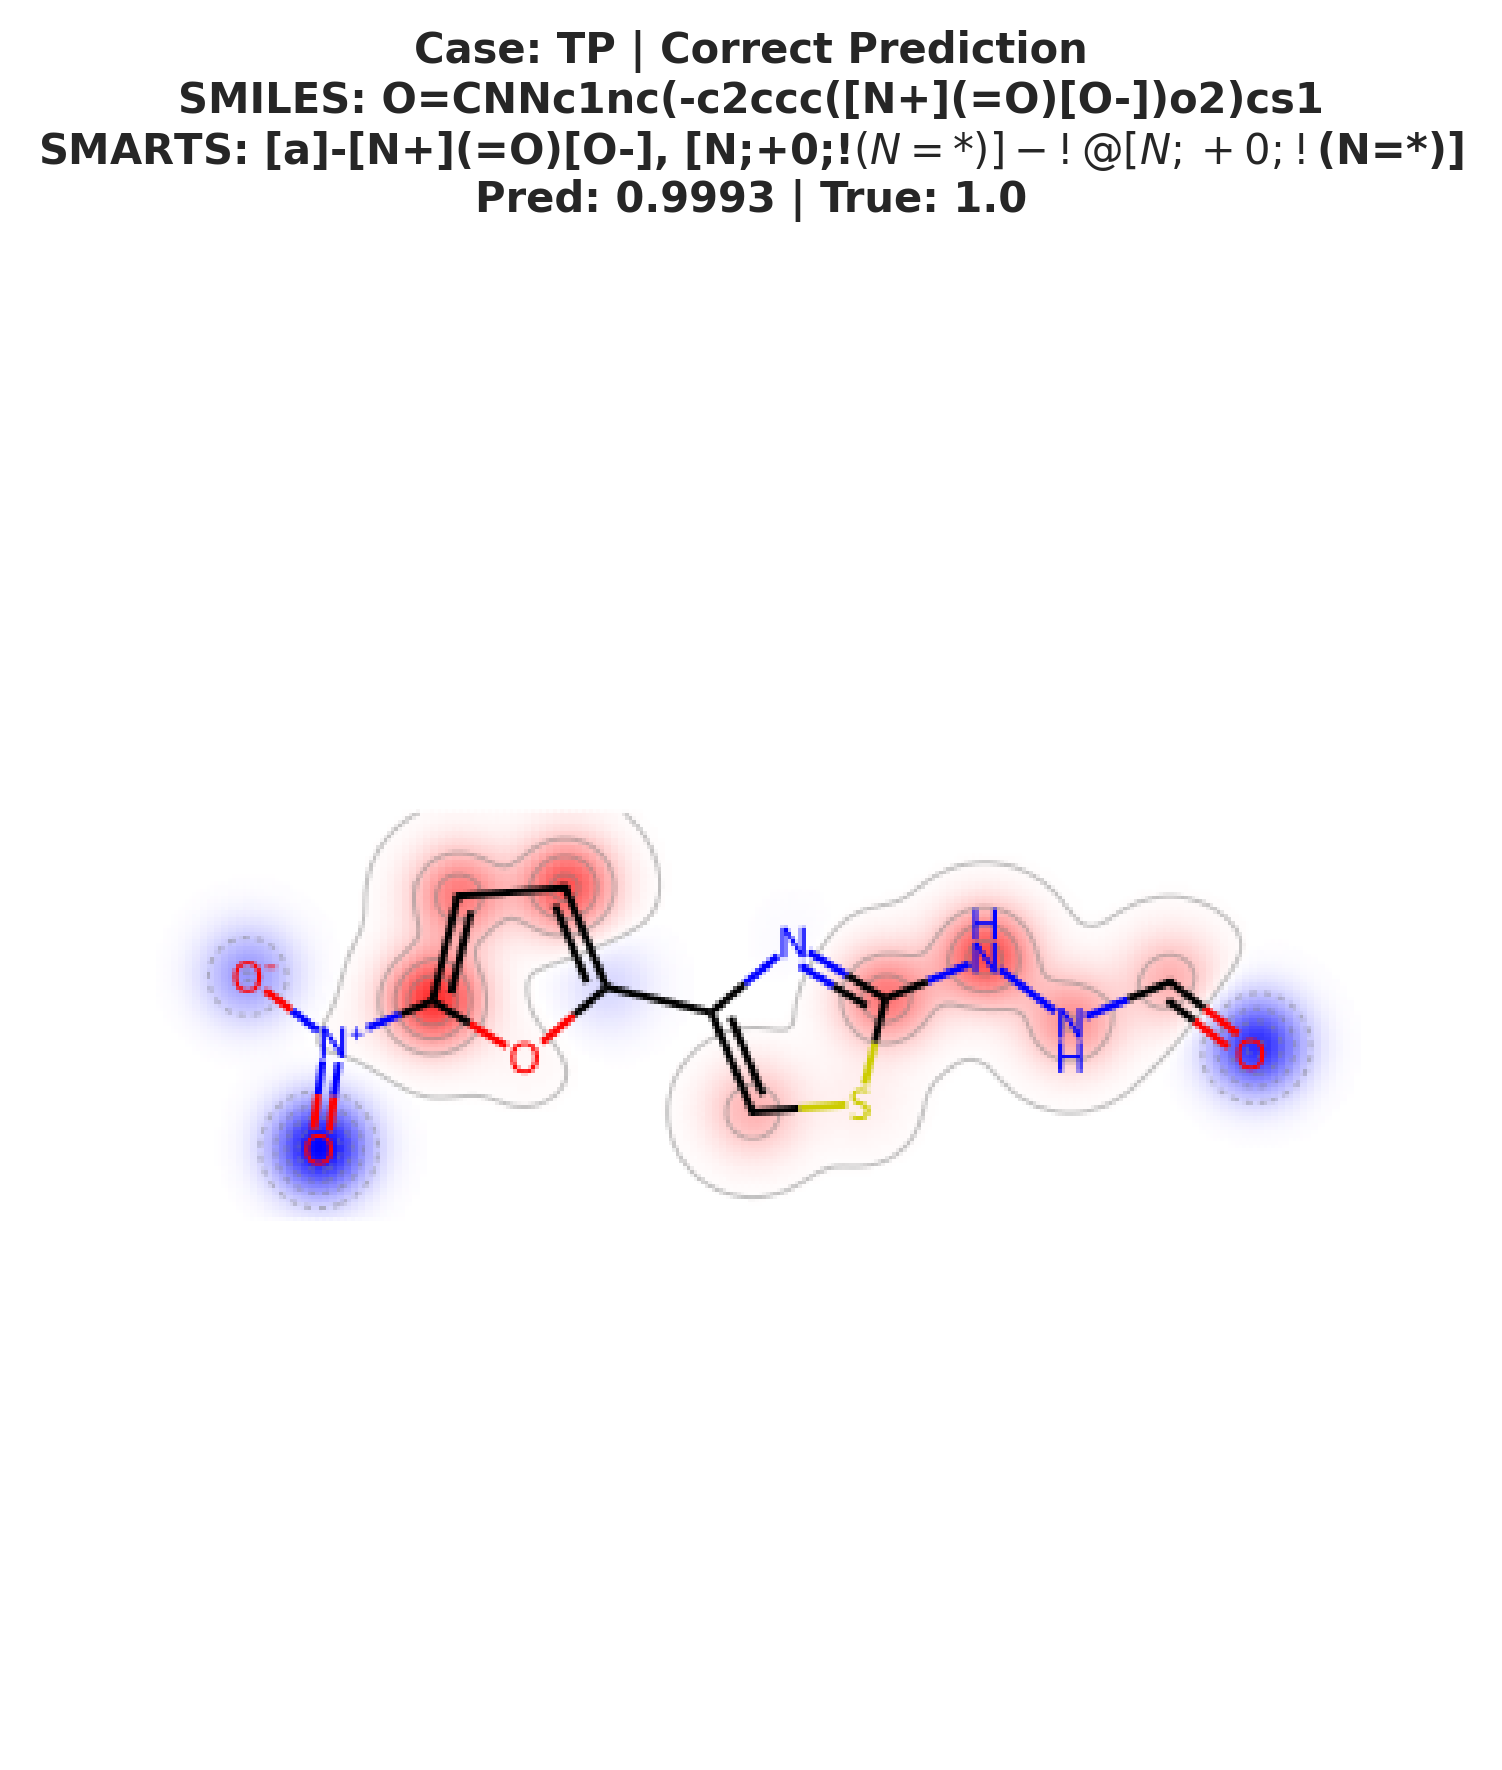 Case: TP | Correct Prediction
SMILES: O=CNNc1nc(-c2ccc([N+](=O)[O-])o2)cs1
SMARTS: [a]-[N+](=O)[O-], [N;+0;!(N = *)] − ! @[N; + 0; ! (N=*)]
Pred: 0.9993 | True: 1.0
H
N
N
O⁻
N⁺
O
N
H
O
S
O